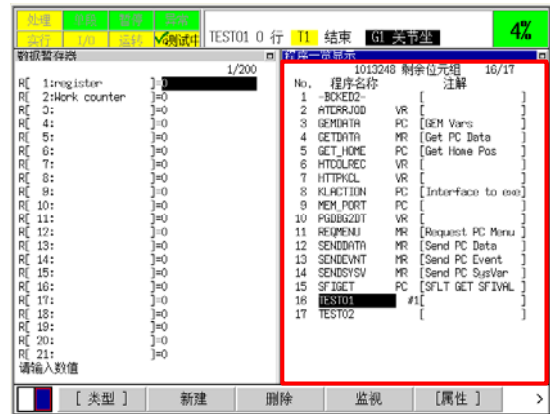 处理
实行 I/O 运转 测试中
TEST01 0 行 T1 结束 G1 关节坐
4%
数据暂存器
1/200
R[ 1:register ]=0
R[ 2:Work counter ]=0
R[ 3: ]=0
R[ 4: ]=0
R[ 5: ]=0
R[ 6: ]=0
R[ 7: ]=0
R[ 8: ]=0
R[ 9: ]=0
R[ 10: ]=0
R[ 11: ]=0
R[ 12: ]=0
R[ 13: ]=0
R[ 14: ]=0
R[ 15: ]=0
R[ 16: ]=0
R[ 17: ]=0
R[ 18: ]=0
R[ 19: ]=0
R[ 20: ]=0
R[ 21: ]=0
请输入数值
程序一览显示
1013248 剩余位元组 16/17
No. 程序名称 注解
1 -BCKED2- [ ]
2 ATERRJOB VR [ ]
3 GEMDATA PC [GEM Vars ]
4 GETDATA MR [Get PC Data ]
5 GET_HOME PC [Get Home Pos ]
6 HTCOLREC VR [ ]
7 HTTPKCL VR [ ]
8 KLACTION PC [Interface to exe]
9 MEM_PORT PC [ ]
10 PGDBG2DT VR [ ]
11 REQMENU MR [Request PC Menu ]
12 SENDDATA MR [Send PC Data ]
13 SENDEVNT MR [Send PC Event ]
14 SENDSYSV MR [Send PC SysVar ]
15 SFIGET PC [SFLT GET SFIVAL ]
16 TEST01 #1[ ]
17 TEST02 [ ]
[ 类型 ] 新建 删除 监视 [属性 ] >